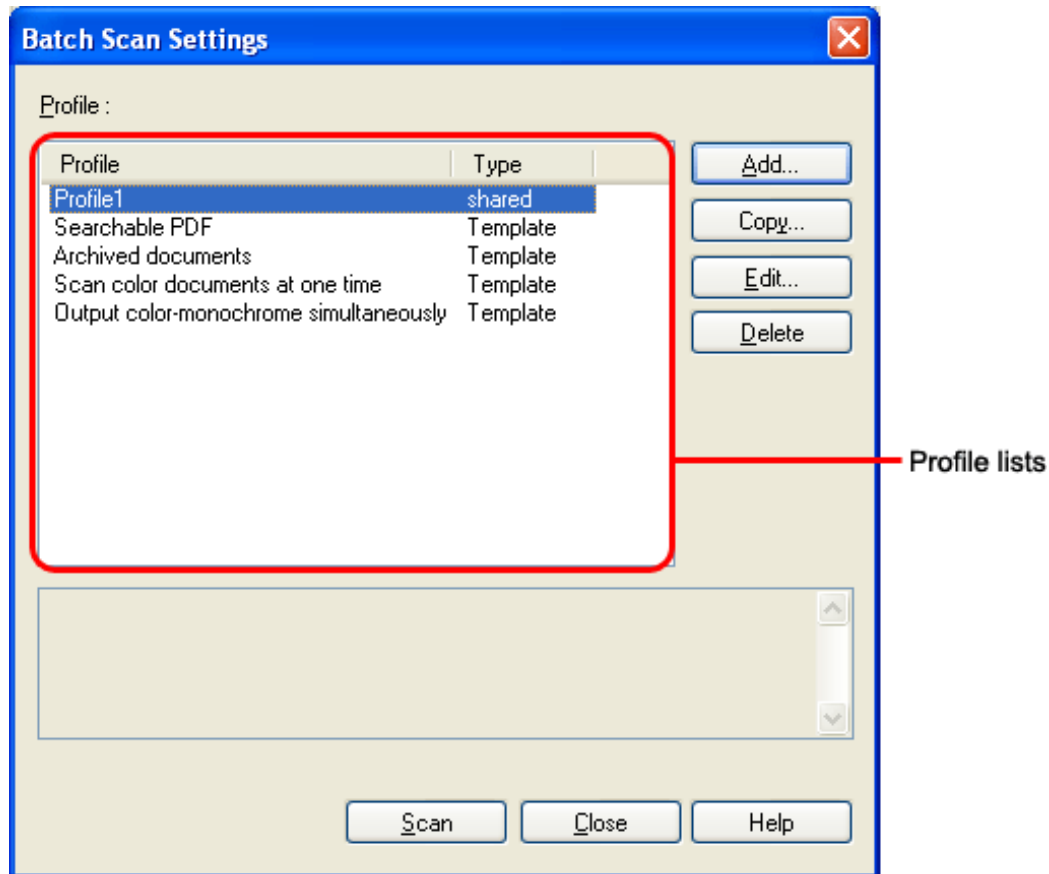 Batch Scan Settings
Profile :
Profile Type
Profile1 shared
Searchable PDF Template
Archived documents Template
Scan color documents at one time Template
Output color-monochrome simultaneously Template
Add...
Copy...
Edit...
Delete
Profile lists
Scan Close Help